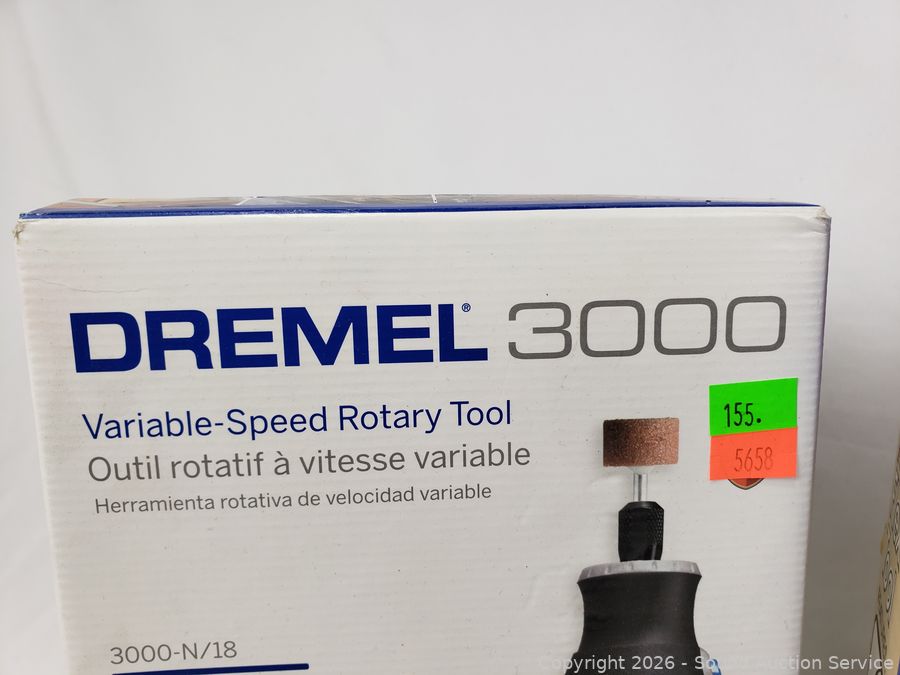 DREMEL® 3000
Variable-Speed Rotary Tool
Outil rotatif à vitesse variable
Herramienta rotativa de velocidad variable
155.
5658
3000-N/18
Copyright 2026 - Auction Service